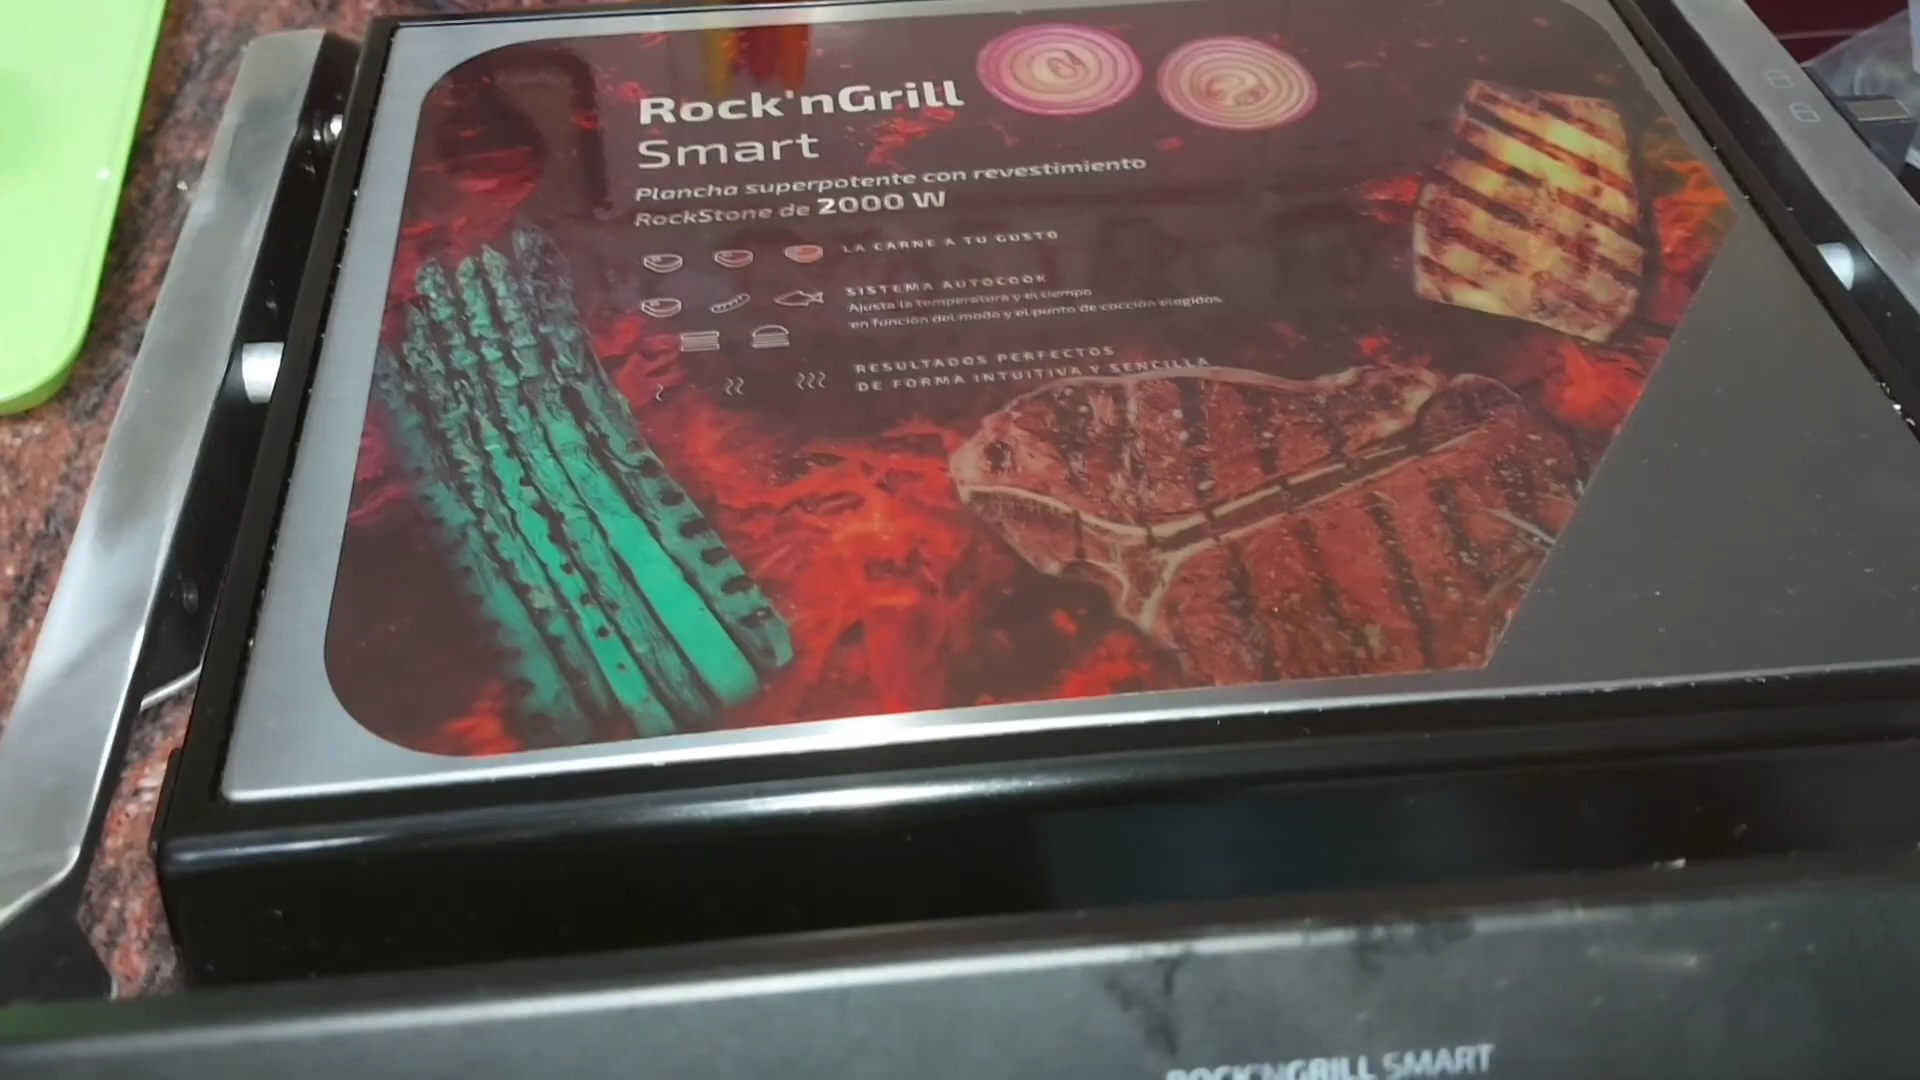 Rock'nGrill
Smart
Plancha superpotente con revestimiento
RockStone de 2000 W
LA CARNE A TU GUSTO
SISTEMA AUTOCOOK
Ajusta la temperatura y el tiempo
en función del modo y el punto de cocción elegidos
RESULTADOS PERFECTOS
DE FORMA INTUITIVA Y SENCILLA
ROCK'NGRILL SMART